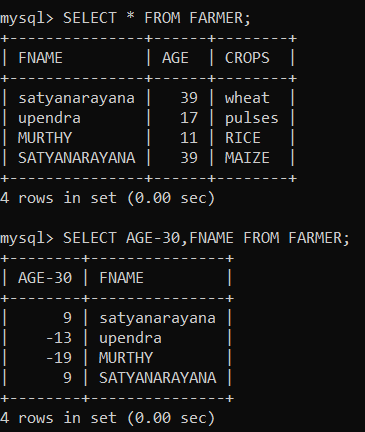 mysql> SELECT * FROM FARMER;
+---------------+------+--------+
| FNAME         | AGE  | CROPS  |
+---------------+------+--------+
| satyanarayana |   39 | wheat  |
| upendra       |   17 | pulses |
| MURTHY        |   11 | RICE   |
| SATYANARAYANA |   39 | MAIZE  |
+---------------+------+--------+
4 rows in set (0.00 sec)

mysql> SELECT AGE-30,FNAME FROM FARMER;
+--------+---------------+
| AGE-30 | FNAME         |
+--------+---------------+
|      9 | satyanarayana |
|    -13 | upendra       |
|    -19 | MURTHY        |
|      9 | SATYANARAYANA |
+--------+---------------+
4 rows in set (0.00 sec)